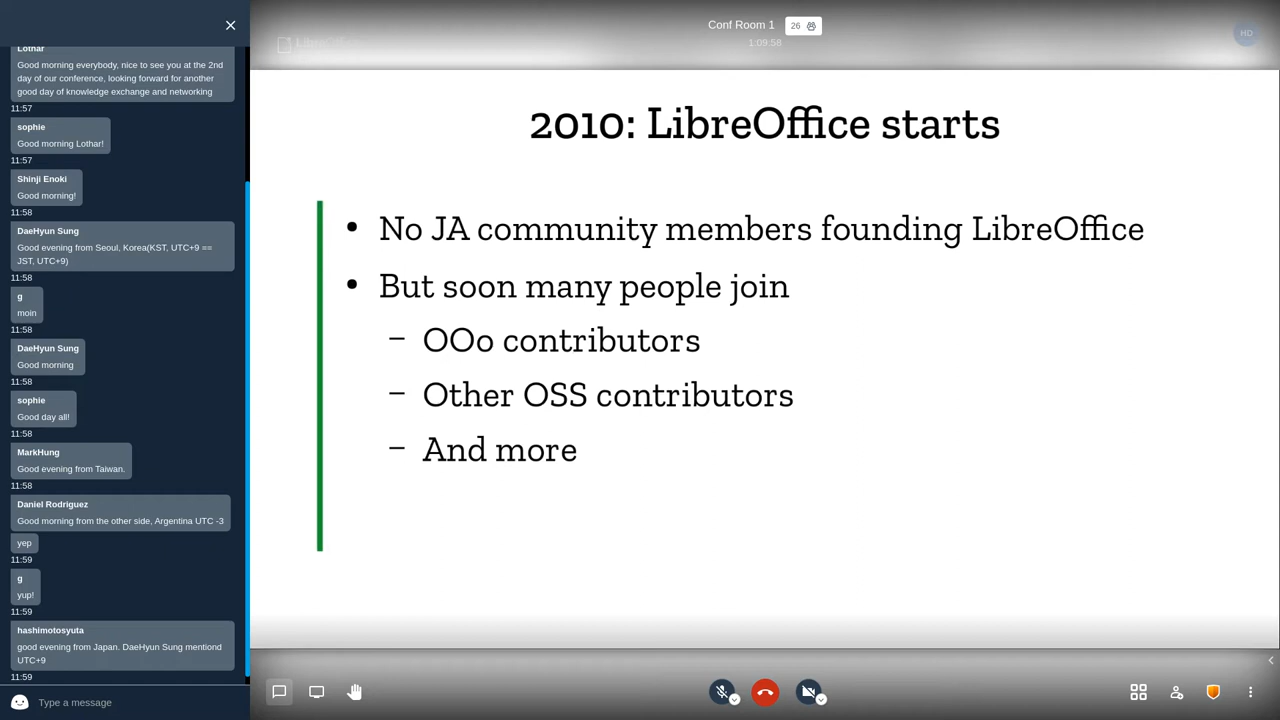 Lothar
Good morning everybody, nice to see you at the 2nd
day of our conference, looking forward for another
good day of knowledge exchange and networking
11:57
sophie
Good morning Lothar!
11:57
Shinji Enoki
Good morning!
11:58
DaeHyun Sung
Good evening from Seoul, Korea(KST, UTC+9 ==
JST, UTC+9)
11:58
g
moin
11:58
DaeHyun Sung
Good morning
11:58
sophie
Good day all!
11:58
MarkHung
Good evening from Taiwan.
11:58
Daniel Rodriguez
Good morning from the other side, Argentina UTC -3
yep
11:59
g
yup!
11:59
hashimotosyuta
good evening from Japan. DaeHyun Sung mentiond
UTC+9
11:59
Type a message
Conf Room 1
26
1:09:58
HD
2010: LibreOffice starts
• No JA community members founding LibreOffice
• But soon many people join
– OOo contributors
– Other OSS contributors
– And more